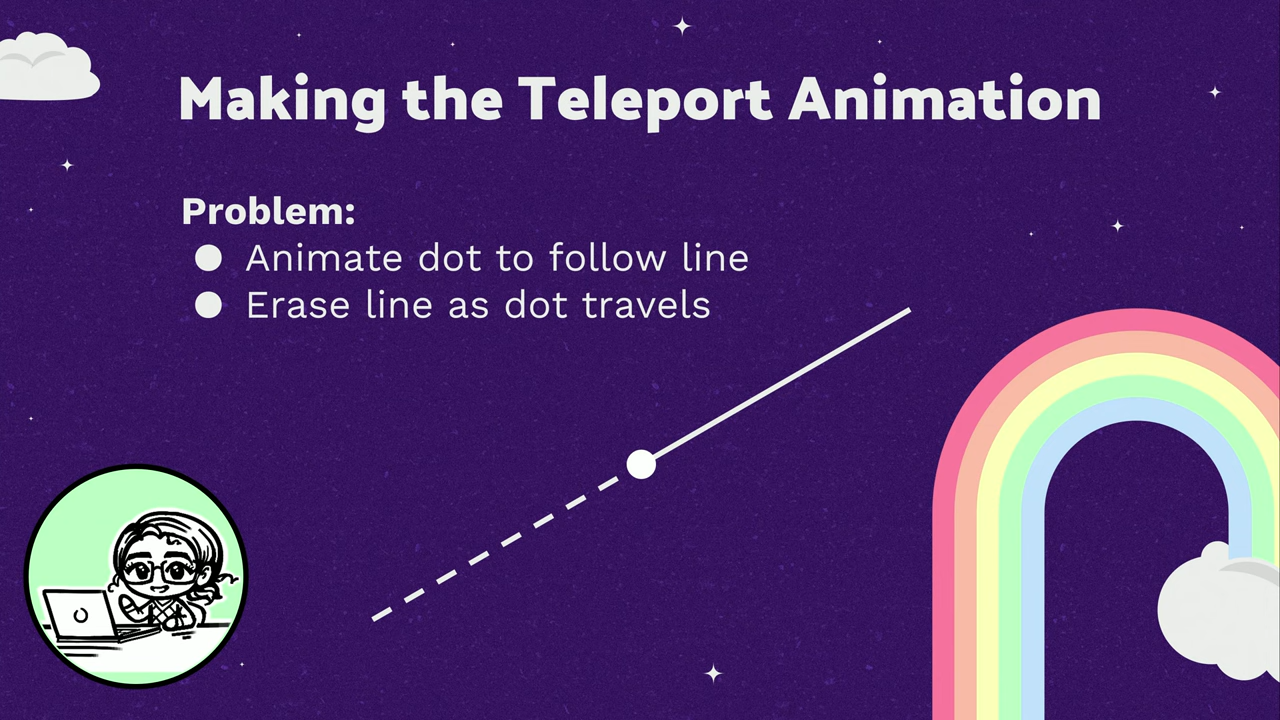 Making the Teleport Animation
Problem:
● Animate dot to follow line
● Erase line as dot travels